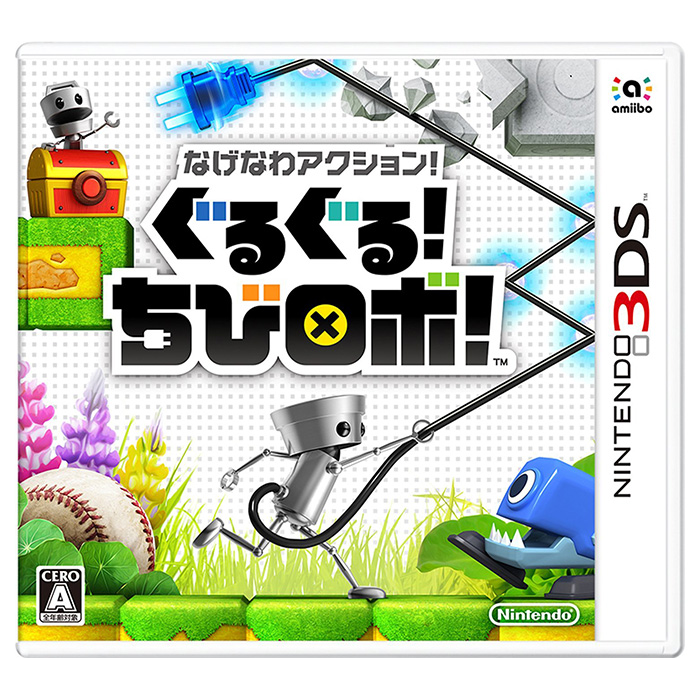 amiibo
なげなわアクション!
ぐるぐる!
ちびロボ!
TM
NINTENDO 3DS
TM
CERO
A
全年齢対象
Nintendo